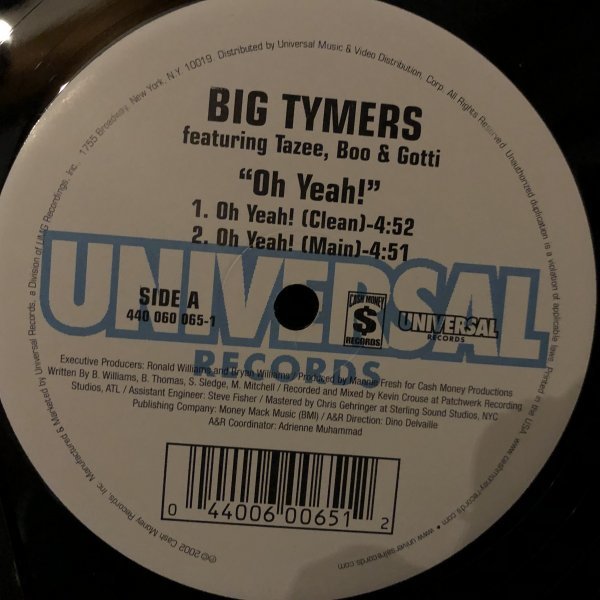 1755 Broadway, New York, N.Y. 10019. Distributed by Universal Music & Video Distribution, Corp. All Rights Reserved. Unauthorized duplication is a violation of applicable laws. Printed in the USA. www.cashmoney-records.com
• www.universalrecords.com
℗© 2002 Cash Money Records, Inc. Manufactured & Marketed by Universal Records, a Division of UMG Recordings, Inc.,
BIG TYMERS
featuring Tazee, Boo & Gotti
“Oh Yeah!”
1. Oh Yeah! (Clean)-4:52
2. Oh Yeah! (Main)-4:51
UNIVERSAL
RECORDS
SIDE A
440 060 065-1
CASH MONEY
$
RECORDS
UNIVERSAL
RECORDS
Executive Producers: Ronald Williams and Bryan Williams / Produced by Mannie Fresh for Cash Money Productions
Written By B. Williams, B. Thomas, S. Sledge, M. Mitchell / Recorded and Mixed by Kevin Crouse at Patchwerk Recording
Studios, ATL / Assistant Engineer: Steve Fisher / Mastered by Chris Gehringer at Sterling Sound Studios, NYC
Publishing Company: Money Mack Music (BMI) / A&R Direction: Dino Delvaille
A&R Coordinator: Adrienne Muhammad
0 44006 00651 2